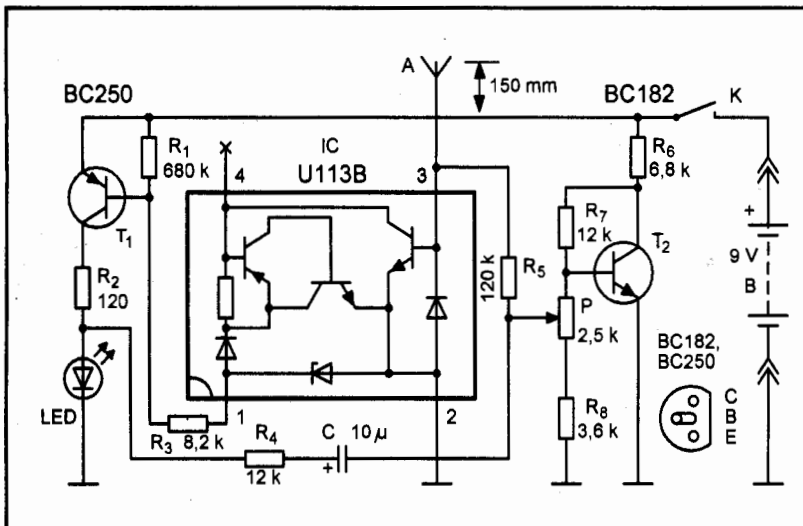 A
150 mm
BC250
BC182
K
R1
680 k
IC
U113B
R6
6,8 k
4
3
T1
R7
12 k
T2
+
9 V
B
R2
120
120 k
R5
P
2,5 k
BC182,
BC250
LED
C
B
E
1
2
R3 8,2 k
R4
12 k
C 10 μ
+
R8
3,6 k